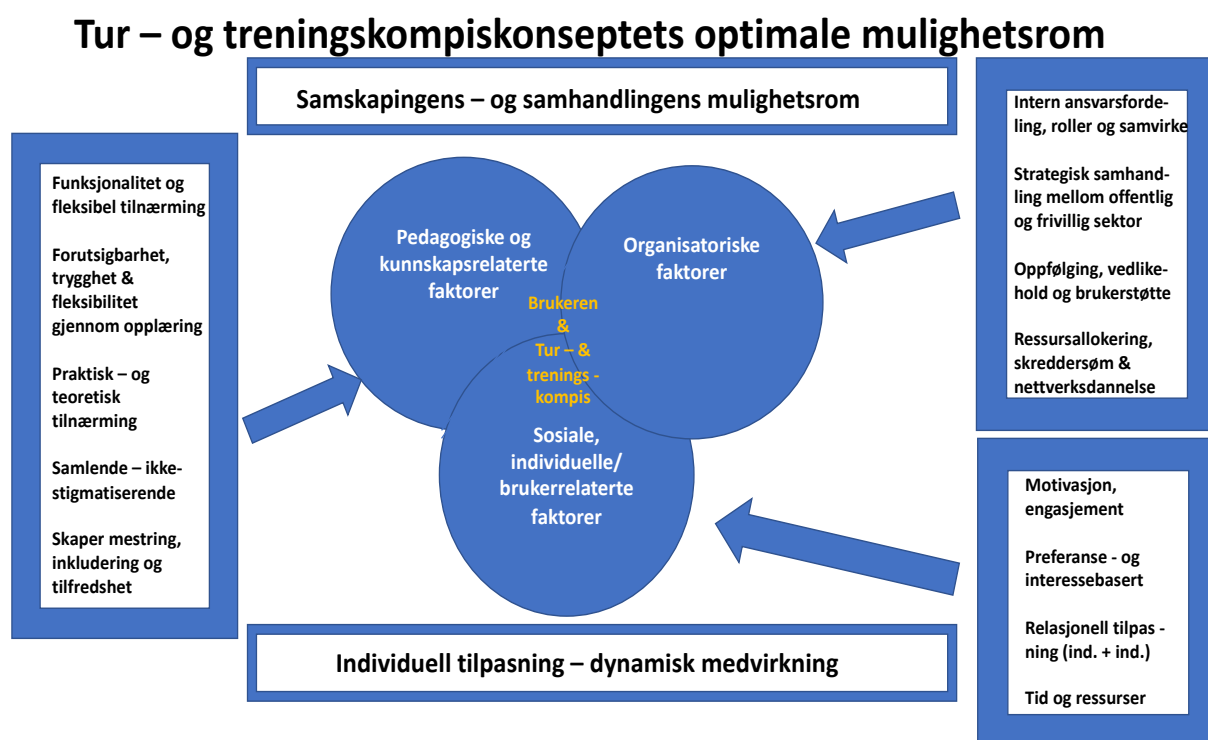 Tur – og treningskompiskonseptets optimale mulighetsrom
Samskapingens – og samhandlingens mulighetsrom
Funksjonalitet og
fleksibel tilnærming
Forutsigbarhet,
trygghet &
fleksibilitet
gjennom opplæring
Praktisk – og
teoretisk
tilnærming
Samlende – ikke-
stigmatiserende
Skaper mestring,
inkludering og
tilfredshet
Pedagogiske og
kunnskapsrelaterte
faktorer
Organisatoriske
faktorer
Brukeren
&
Tur – &
trenings -
kompis
Sosiale,
individuelle/
brukerrelaterte
faktorer
Intern ansvarsforde-
ling, roller og samvirke
Strategisk samhand-
ling mellom offentlig
og frivillig sektor
Oppfølging, vedlike-
hold og brukerstøtte
Ressursallokering,
skreddersøm &
nettverksdannelse
Motivasjon,
engasjement
Preferanse - og
interessebasert
Relasjonell tilpas -
ning (ind. + ind.)
Tid og ressurser
Individuell tilpasning – dynamisk medvirkning